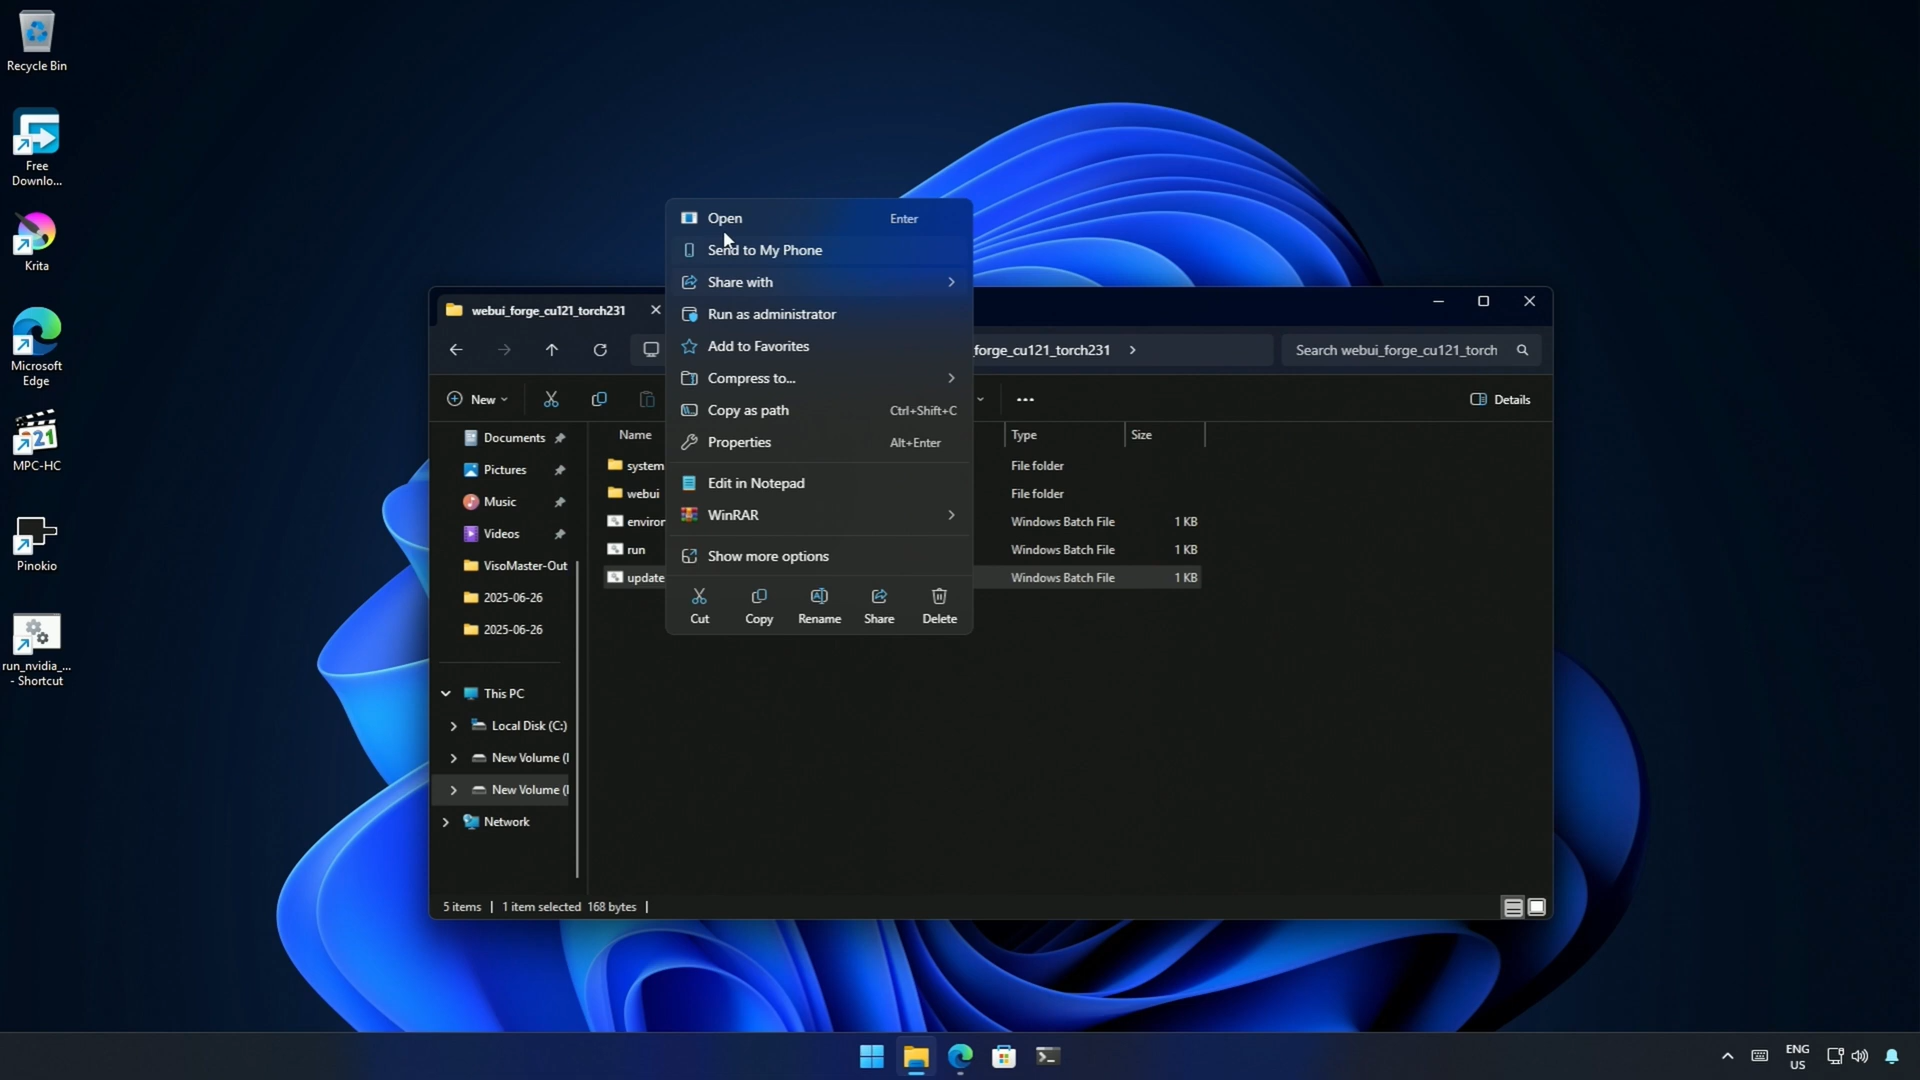 Recycle Bin
Free
Downlo...
Krita
Microsoft
Edge
MPC-HC
Pinokio
run_nvidia_...
- Shortcut
webui_forge_cu121_torch231
_forge_cu121_torch231
Search webui_forge_cu121_torch
New
Details
Documents
Pictures
Music
Videos
VisoMaster-Out
2025-06-26
2025-06-26
This PC
Local Disk (C:)
New Volume (
New Volume (
Network
Name
Type
Size
system
File folder
webui
File folder
environ
Windows Batch File
1 KB
run
Windows Batch File
1 KB
update
Windows Batch File
1 KB
Open
Enter
Send to My Phone
Share with
Run as administrator
Add to Favorites
Compress to...
Copy as path
Ctrl+Shift+C
Properties
Alt+Enter
Edit in Notepad
WinRAR
Show more options
Cut
Copy
Rename
Share
Delete
5 items
1 item selected 168 bytes
ENG
US